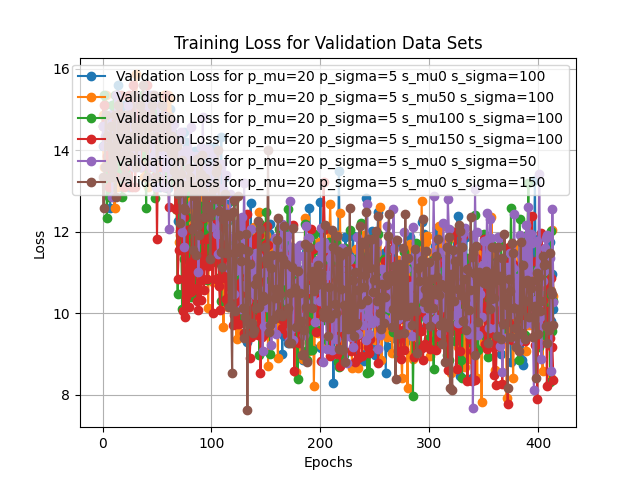 Training Loss for Validation Data Sets
16
14
12
10
8
Loss
Validation Loss for p_mu=20 p_sigma=5 s_mu0 s_sigma=100
Validation Loss for p_mu=20 p_sigma=5 s_mu50 s_sigma=100
Validation Loss for p_mu=20 p_sigma=5 s_mu100 s_sigma=100
Validation Loss for p_mu=20 p_sigma=5 s_mu150 s_sigma=100
Validation Loss for p_mu=20 p_sigma=5 s_mu0 s_sigma=50
Validation Loss for p_mu=20 p_sigma=5 s_mu0 s_sigma=150
0 100 200 300 400
Epochs